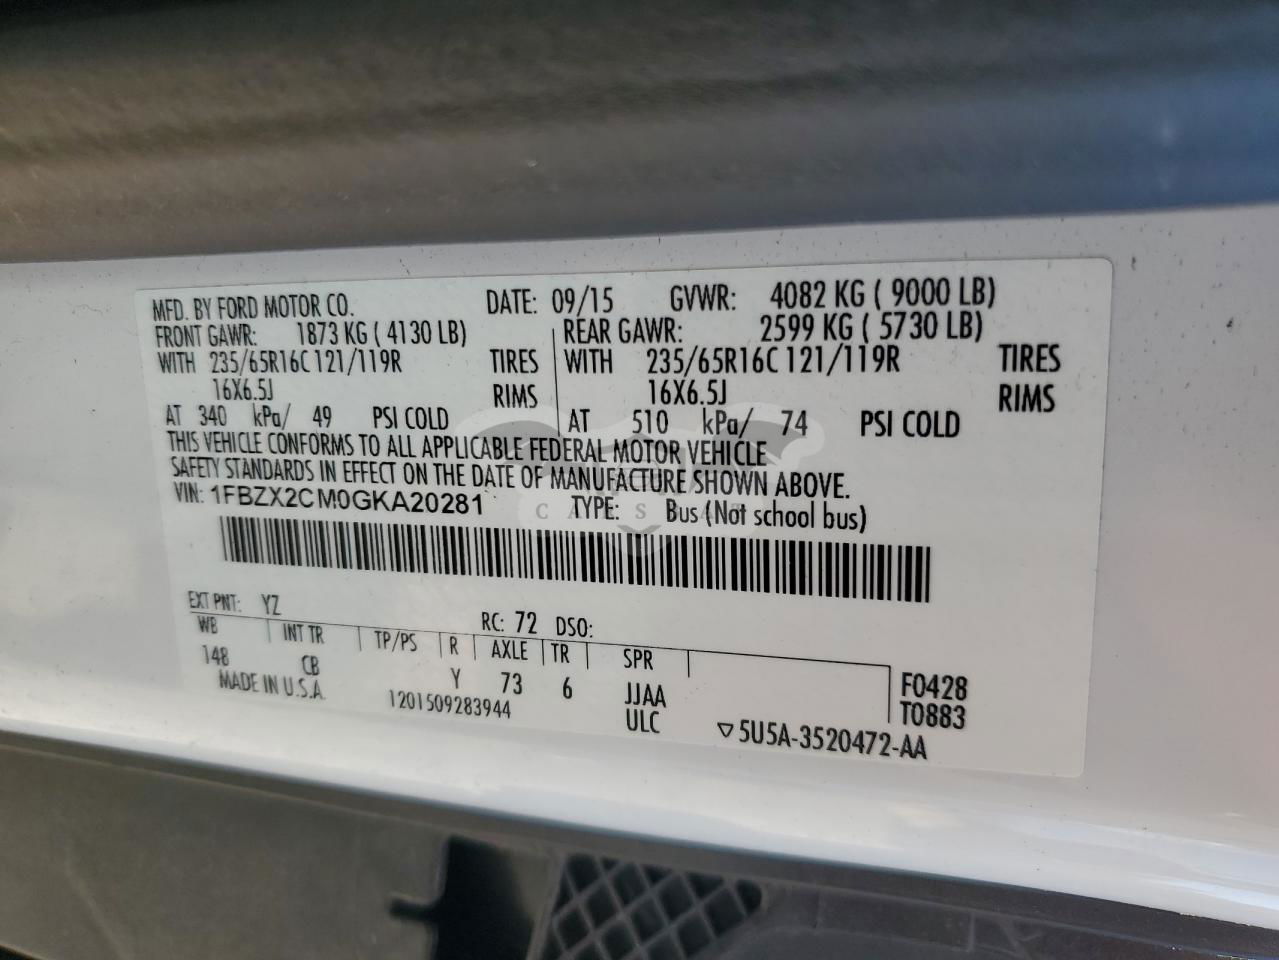 MFD. BY FORD MOTOR CO. DATE: 09/15 GVWR: 4082 KG ( 9000 LB)
FRONT GAWR: 1873 KG ( 4130 LB) REAR GAWR: 2599 KG ( 5730 LB)
WITH 235/65R16C 121/119R TIRES WITH 235/65R16C 121/119R TIRES
16X6.5J RIMS 16X6.5J RIMS
AT 340 kPa/ 49 PSI COLD AT 510 kPa/ 74 PSI COLD
THIS VEHICLE CONFORMS TO ALL APPLICABLE FEDERAL MOTOR VEHICLE
SAFETY STANDARDS IN EFFECT ON THE DATE OF MANUFACTURE SHOWN ABOVE.
VIN: 1FBZX2CM0GKA20281 TYPE: Bus (Not school bus)
EXT PNT: YZ RC: 72 DSO:
WB INT TR TP/PS R AXLE TR SPR
148 CB Y 73 6 JJAA F0428
MADE IN U.S.A. 1201509283944 ULC T0883
▽5U5A-3520472-AA